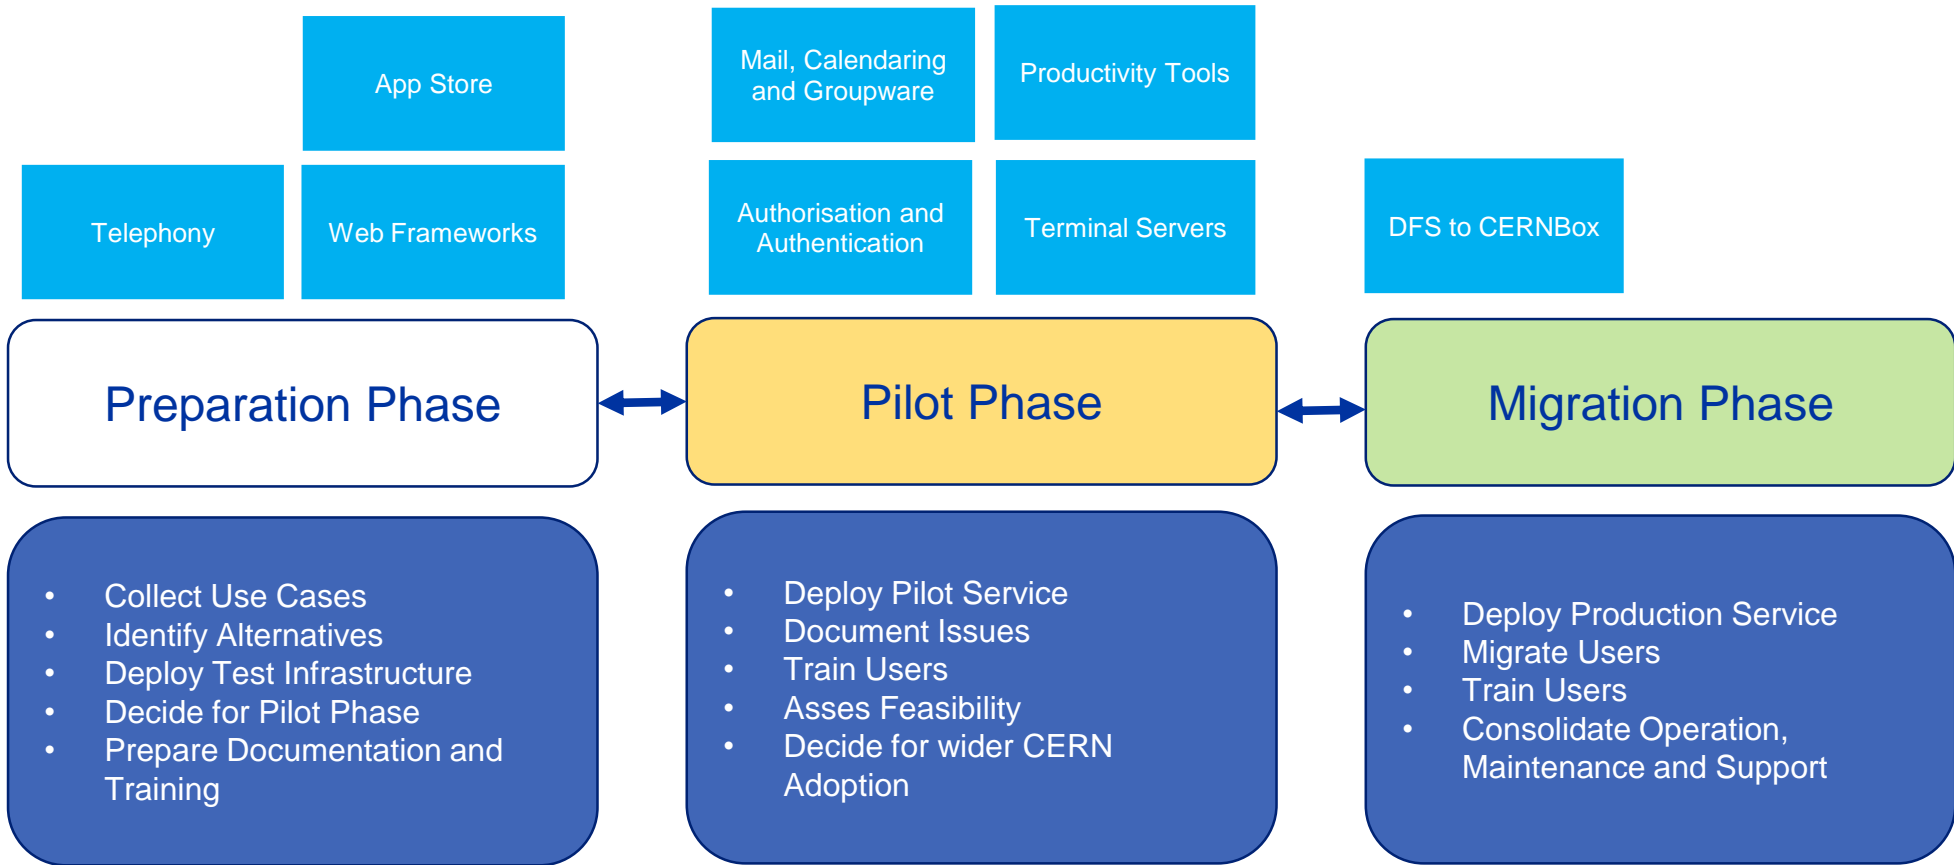 App Store
Telephony
Web Frameworks
Mail, Calendaring
and Groupware
Productivity Tools
Authorisation and
Authentication
Terminal Servers
DFS to CERNBox
Preparation Phase
Pilot Phase
Migration Phase
• Collect Use Cases
• Identify Alternatives
• Deploy Test Infrastructure
• Decide for Pilot Phase
• Prepare Documentation and
Training
• Deploy Pilot Service
• Document Issues
• Train Users
• Asses Feasibility
• Decide for wider CERN
Adoption
• Deploy Production Service
• Migrate Users
• Train Users
• Consolidate Operation,
Maintenance and Support